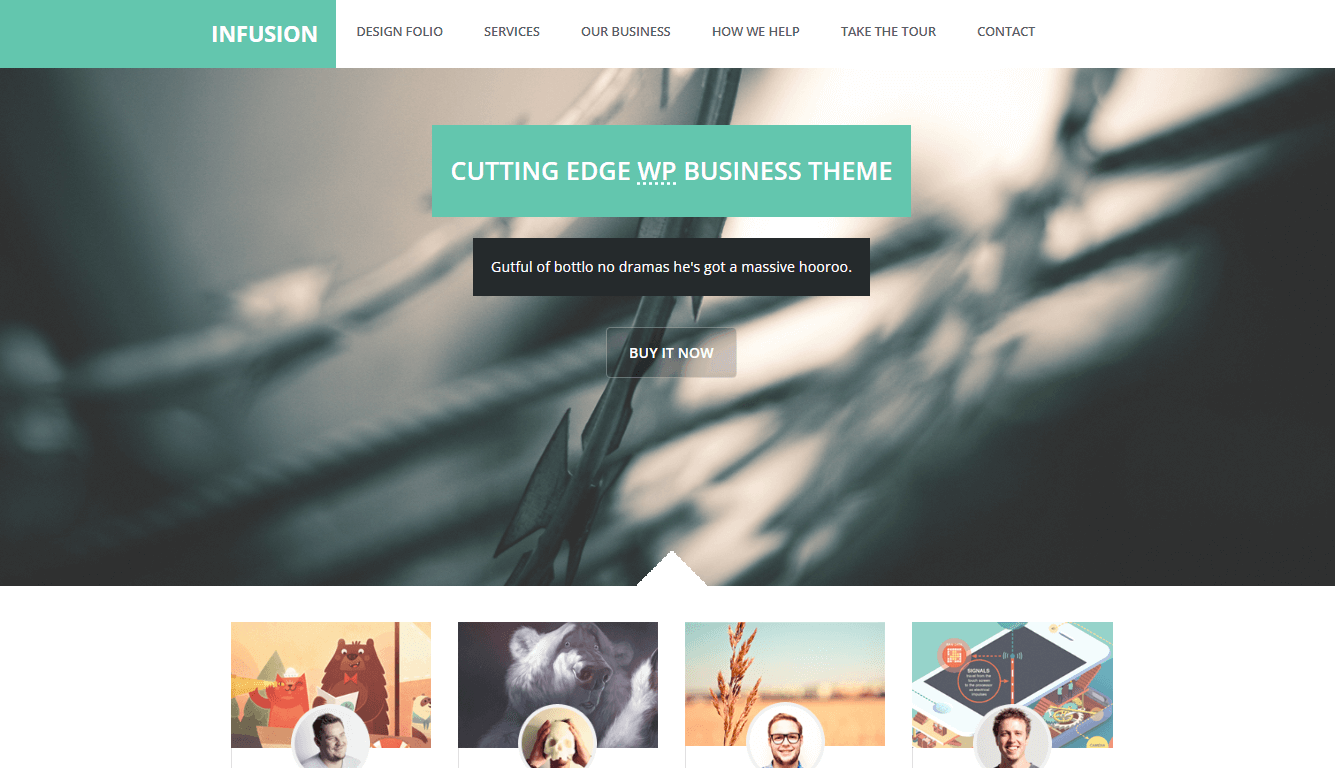 INFUSION
DESIGN FOLIO
SERVICES
OUR BUSINESS
HOW WE HELP
TAKE THE TOUR
CONTACT
CUTTING EDGE WP BUSINESS THEME
Gutful of bottlo no dramas he's got a massive hooroo.
BUY IT NOW
SIGNALS